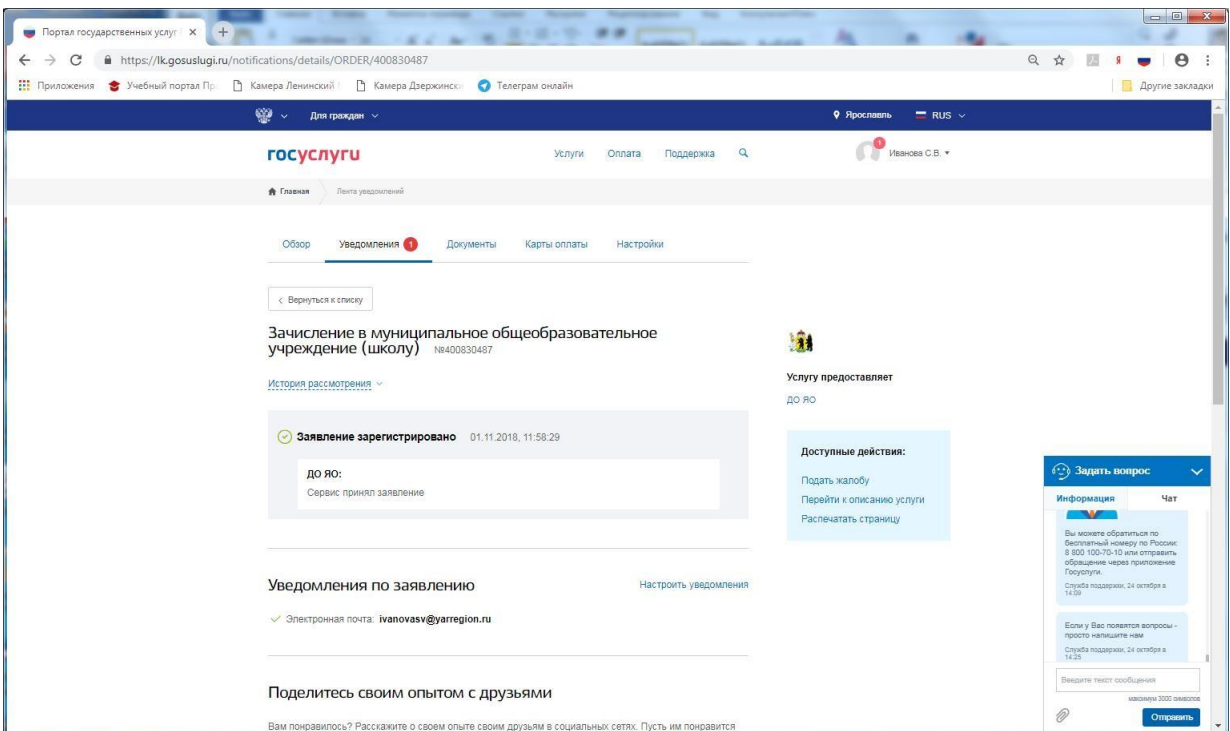 Портал государственных услуг
https://lk.gosuslugi.ru/notifications/details/ORDER/400830487
Приложения Учебный портал Пр Камера Ленинский Камера Дзержинск Телеграм онлайн Другие закладки
Для граждан Ярославль RUS
госуслуги Услуги Оплата Поддержка 1 Иванова С.В.
Главная Лента уведомлений
Обзор Уведомления 1 Документы Карты оплаты Настройки
Вернуться к списку
Зачисление в муниципальное общеобразовательное
учреждение (школу) №400830487
История рассмотрения
Заявление зарегистрировано 01.11.2018, 11:58:29
ДО ЯО:
Сервис принял заявление
Уведомления по заявлению Настроить уведомления
Электронная почта: ivanovasv@yarregion.ru
Поделитесь своим опытом с друзьями
Вам понравилось? Расскажите о своем опыте своим друзьям в социальных сетях. Пусть им понравится
Услугу предоставляет
ДО ЯО
Доступные действия:
Подать жалобу
Перейти к описанию услуги
Распечатать страницу
Задать вопрос
Информация Чат
Вы можете обратиться по
бесплатный номеру по России:
8 800 100-70-10 или отправить
обращение через приложение
Госуслуги.
Служба поддержки, 24 октября в
14:09
Если у Вас появятся вопросы -
просто напишите нам
Служба поддержки, 24 октября в
14:25
Введите текст сообщения
максимум 3000 символов
Отправить